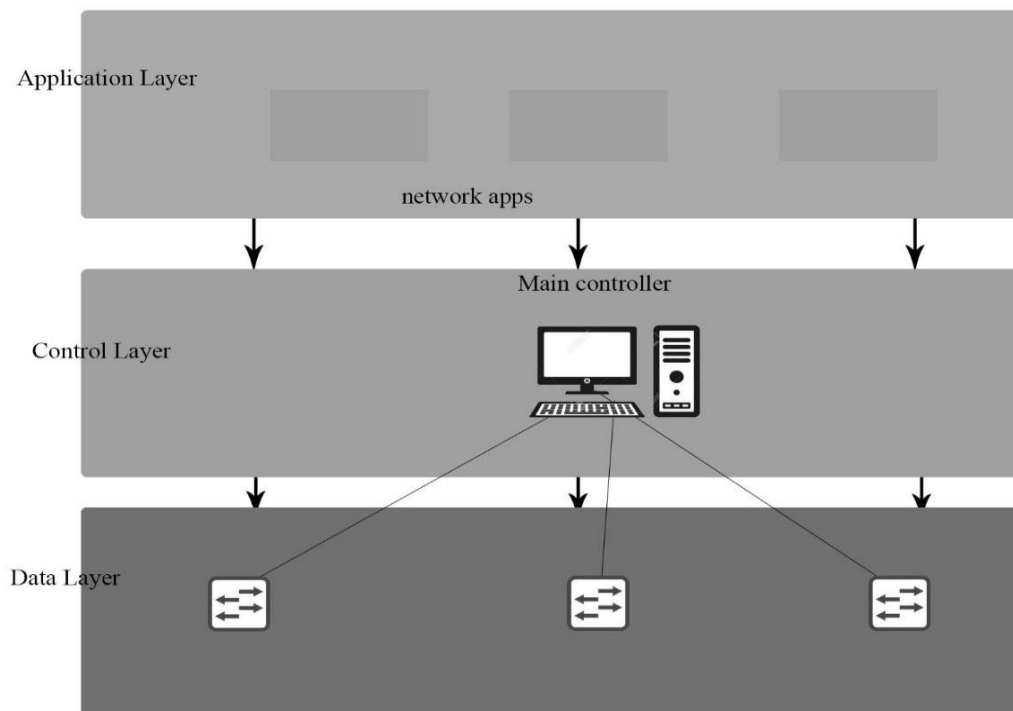 Application Layer
network apps
Main controller
Control Layer
Data Layer